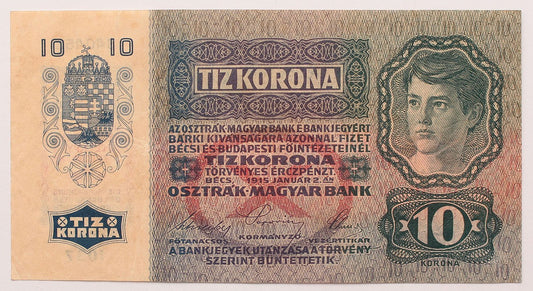 10 10
TIZ KORONA
AZ OSZTRÁK-MAGYAR BANK E BANKJEGYÉRT
BÁRKI KIVÁNSÁGÁRA AZONNAL FIZET
BÉCSI ÉS BUDAPESTI FŐINTÉZETEINÉL
TIZ KORONA
TÖRVÉNYES ÉRCZPÉNZT.
BÉCS, 1915 JANUÁR 2.ÁN
OSZTRÁK-MAGYAR BANK
FŐTANÁCSOS
KORMÁNYZÓ
VEZÉRTITKÁR
A BANKJEGYEK UTÁNZÁSA A TÖRVÉNY
SZERINT BÜNTETTETIK.
TIZ
KORONA
10
KORONA